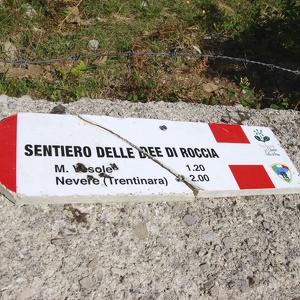 SENTIERO DELLE DEE DI ROCCIA
M. Vesole 1.20
Nevere (Trentinara) 2.00